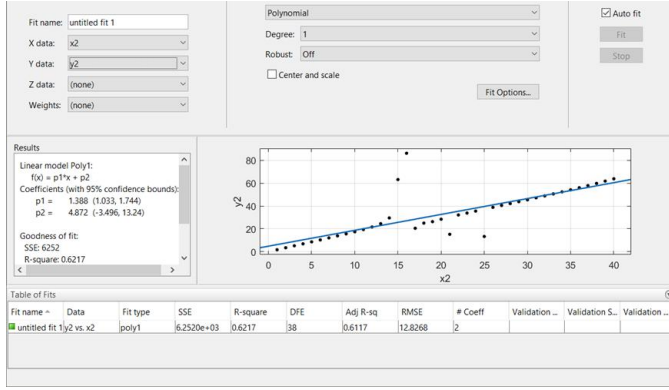 Fit name: untitled fit 1
X data: x2
Y data: y2
Z data: (none)
Weights: (none)
Polynomial
Degree: 1
Robust: Off
Center and scale
Fit Options...
Auto fit
Fit
Stop
Results
Linear model Poly1:
f(x) = p1*x + p2
Coefficients (with 95% confidence bounds):
p1 = 1.388 (1.033, 1.744)
p2 = 4.872 (-3.496, 13.24)
Goodness of fit:
SSE: 6252
R-square: 0.6217
y2
80
60
40
20
0
0 5 10 15 20 25 30 35 40
x2
Table of Fits
Fit name Data Fit type SSE R-square DFE Adj R-sq RMSE # Coeff Validation ... Validation S... Validation ...
untitled fit 1 y2 vs. x2 poly1 6.2520e+03 0.6217 38 0.6117 12.8268 2